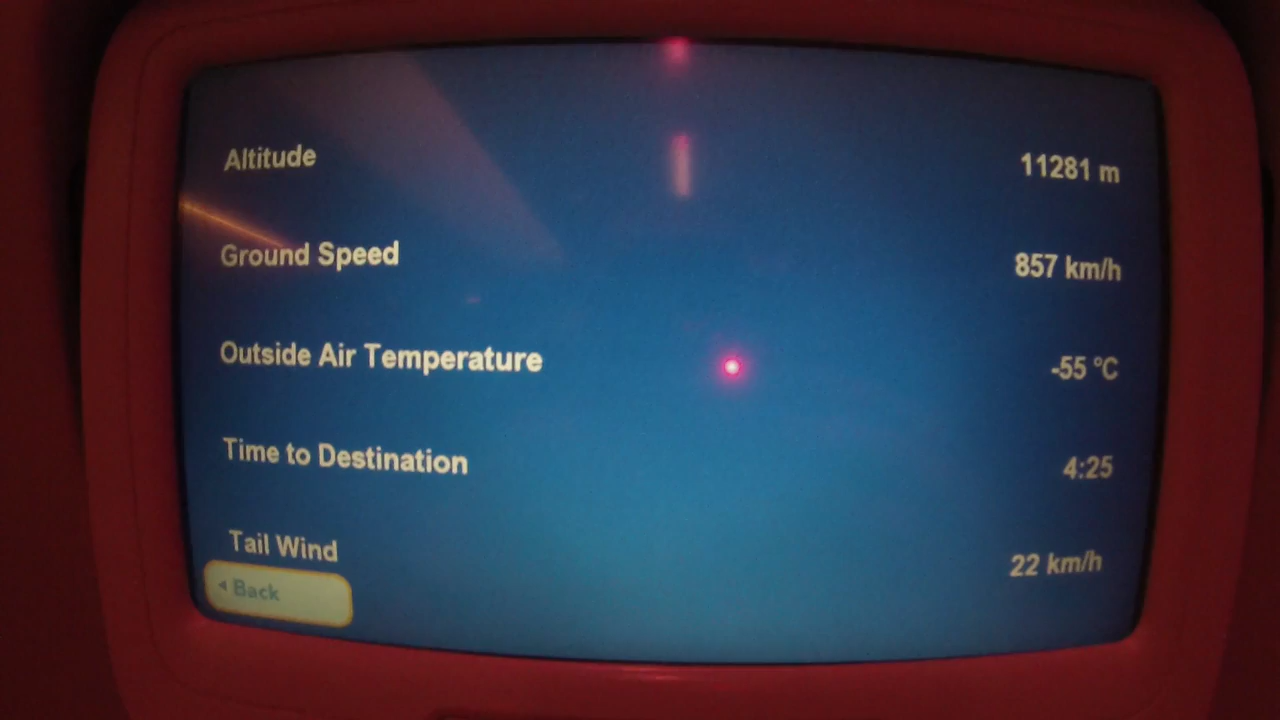 Altitude 11281 m
Ground Speed 857 km/h
Outside Air Temperature -55 °C
Time to Destination 4:25
Tail Wind 22 km/h
Back